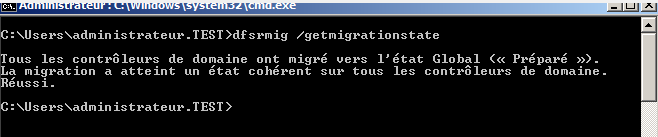 Administrateur : C:\Windows\system32\cmd.exe
C:\Users\administrateur.TEST>dfsrmig /getmigrationstate
Tous les contrôleurs de domaine ont migré vers l'état Global (« Préparé »).
La migration a atteint un état cohérent sur tous les contrôleurs de domaine.
Réussi.
C:\Users\administrateur.TEST>